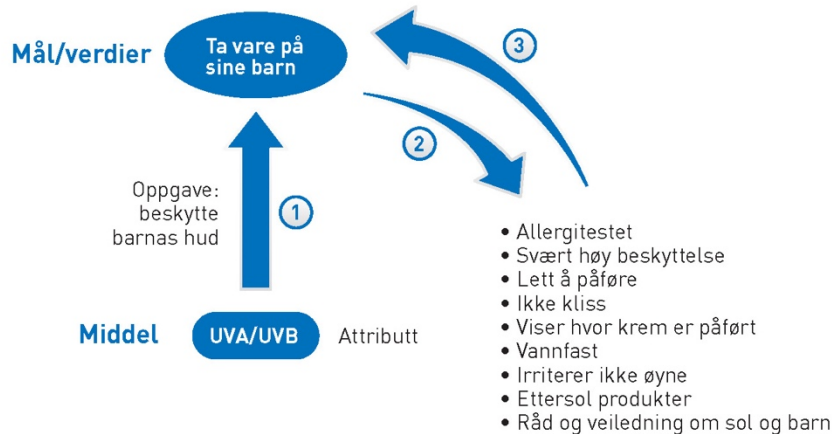 Mål/verdier
Ta vare på
sine barn
3
2
Oppgave:
beskytte
barnas hud
1
Middel
UVA/UVB
Attributt
• Allergitestet
• Svært høy beskyttelse
• Lett å påføre
• Ikke kliss
• Viser hvor krem er påført
• Vannfast
• Irriterer ikke øyne
• Ettersol produkter
• Råd og veiledning om sol og barn